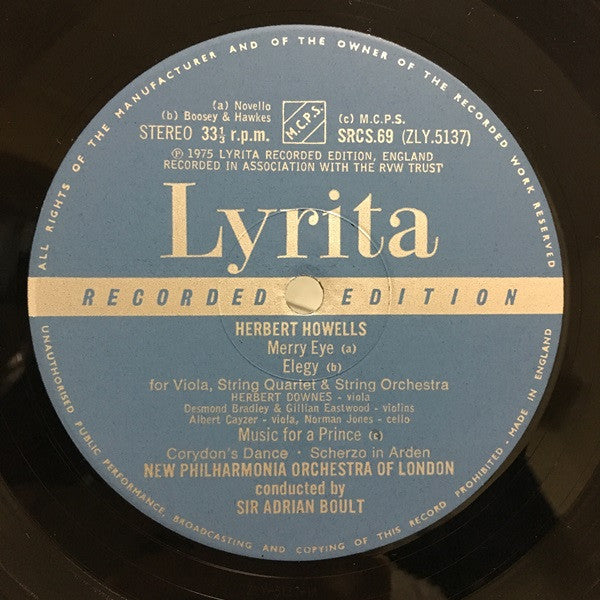 ALL RIGHTS OF THE MANUFACTURER AND OF THE OWNER OF THE RECORDED WORK RESERVED
(a) Novello
(b) Boosey & Hawkes
M.C.P.S.
(c) M.C.P.S.
STEREO 33⅓ r.p.m.
SRCS.69 (ZLY.5137)
℗ 1975 LYRITA RECORDED EDITION, ENGLAND
RECORDED IN ASSOCIATION WITH THE RVW TRUST
Lyrita
RECORDED EDITION
HERBERT HOWELLS
Merry Eye (a)
Elegy (b)
for Viola, String Quartet & String Orchestra
HERBERT DOWNES - viola
Desmond Bradley & Gillian Eastwood - violins
Albert Cayzer - viola, Norman Jones - cello
Music for a Prince (c)
Corydon's Dance · Scherzo in Arden
NEW PHILHARMONIA ORCHESTRA OF LONDON
conducted by
SIR ADRIAN BOULT
UNAUTHORISED PUBLIC PERFORMANCE, BROADCASTING AND COPYING OF THIS RECORD PROHIBITED - MADE IN ENGLAND